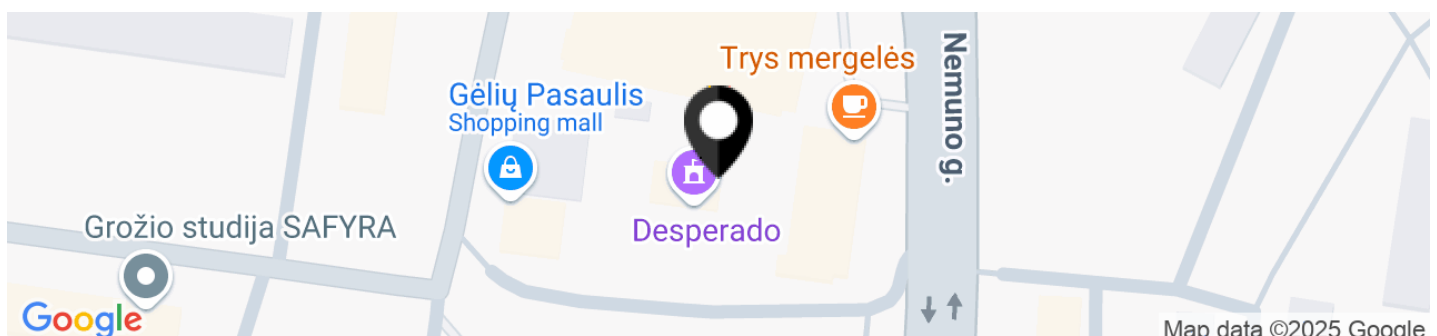 Trys mergelės
Nemuno g.
Gėlių Pasaulis
Shopping mall
Grožio studija SAFYRA
Desperado
Google
Map data ©2025 Google